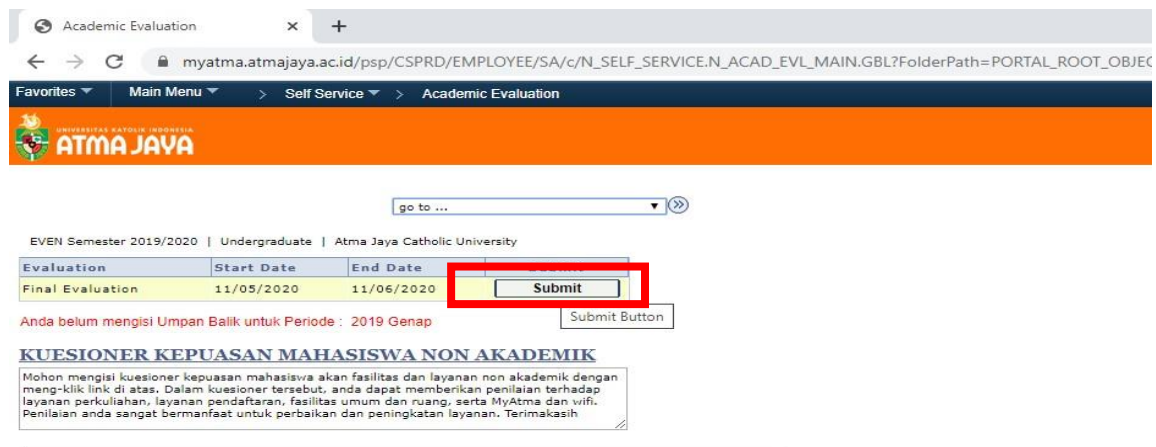 Academic Evaluation
myatma.atmajaya.ac.id/psp/CSPRD/EMPLOYEE/SA/c/N_SELF_SERVICE.N_ACAD_EVL_MAIN.GBL?FolderPath=PORTAL_ROOT_OBJEC
Favorites Main Menu > Self Service > Academic Evaluation
UNIVERSITAS KATOLIK INDONESIA
ATMA JAYA
go to ...
EVEN Semester 2019/2020 | Undergraduate | Atma Jaya Catholic University
Evaluation Start Date End Date
Final Evaluation 11/05/2020 11/06/2020 Submit
Submit Button
Anda belum mengisi Umpan Balik untuk Periode : 2019 Genap
KUESIONER KEPUASAN MAHASISWA NON AKADEMIK
Mohon mengisi kuesioner kepuasan mahasiswa akan fasilitas dan layanan non akademik dengan
meng-klik link di atas. Dalam kuesioner tersebut, anda dapat memberikan penilaian terhadap
layanan perkuliahan, layanan pendaftaran, fasilitas umum dan ruang, serta MyAtma dan wifi.
Penilaian anda sangat bermanfaat untuk perbaikan dan peningkatan layanan. Terimakasih